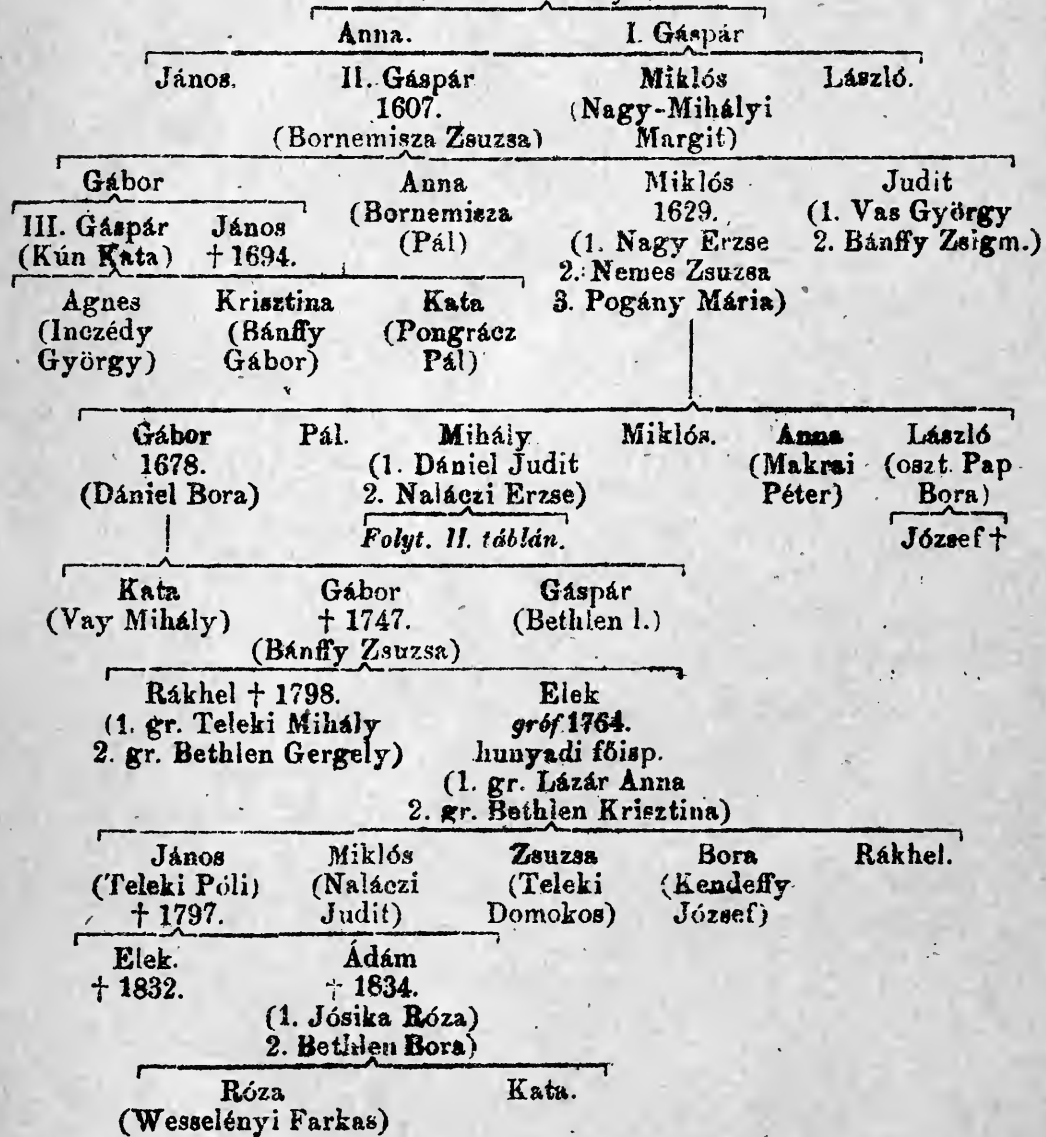 Anna. I. Gáspár
János. II. Gáspár Miklós László.
1607. (Nagy-Mihályi
(Bornemisza Zsuzsa) Margit)
Gábor Anna Miklós Judit
(Bornemisza 1629. (1. Vas György
III. Gáspár János (Pál) (1. Nagy Erzse 2. Bánffy Zsigm.)
(Kún Kata) † 1694. 2. Nemes Zsuzsa
Agnes Krisztina Kata 3. Pogány Mária)
(Inczédy (Bánffy (Pongrácz
György) Gábor) Pál)
Gábor Pál. Mihály Miklós. Anna László
1678. (1. Dániel Judit (Makrai (oszt. Pap
(Dániel Bora) 2. Naláczi Erzse) Péter) Bora)
Folyt. II. táblán. József †
Kata Gábor Gáspár
(Vay Mihály) † 1747. (Bethlen l.)
(Bánffy Zsuzsa)
Rákhel † 1798. Elek
(1. gr. Teleki Mihály gróf 1764.
2. gr. Bethlen Gergely) hunyadi főisp.
(1. gr. Lázár Anna
2. gr. Bethlen Krisztina)
János Miklós Zsuzsa Bora Rákhel.
(Teleki Póli) (Naláczi (Teleki (Kendeffy
† 1797. Judit) Domokos) József)
Elek. Ádám
† 1832. † 1834.
(1. Jósika Róza)
2. Bethlen Bora)
Róza Kata.
(Wesselényi Farkas)